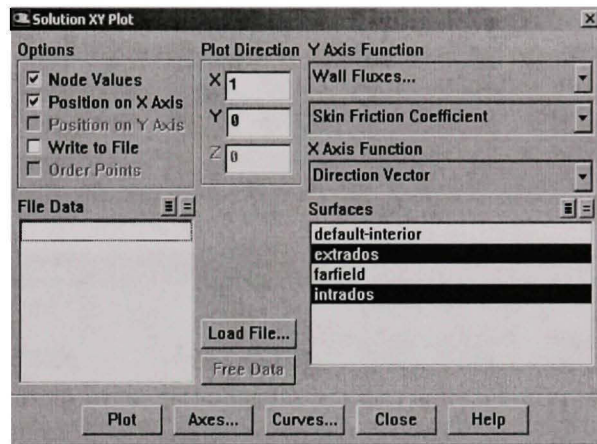 Solution XY Plot
Options
Node Values
Position on X Axis
Position on Y Axis
Write to File
Order Points
Plot Direction
X 1
Y 0
Z 0
Y Axis Function
Wall Fluxes...
Skin Friction Coefficient
X Axis Function
Direction Vector
File Data
Surfaces
default-interior
extrados
farfield
intrados
Load File...
Free Data
Plot
Axes...
Curves...
Close
Help